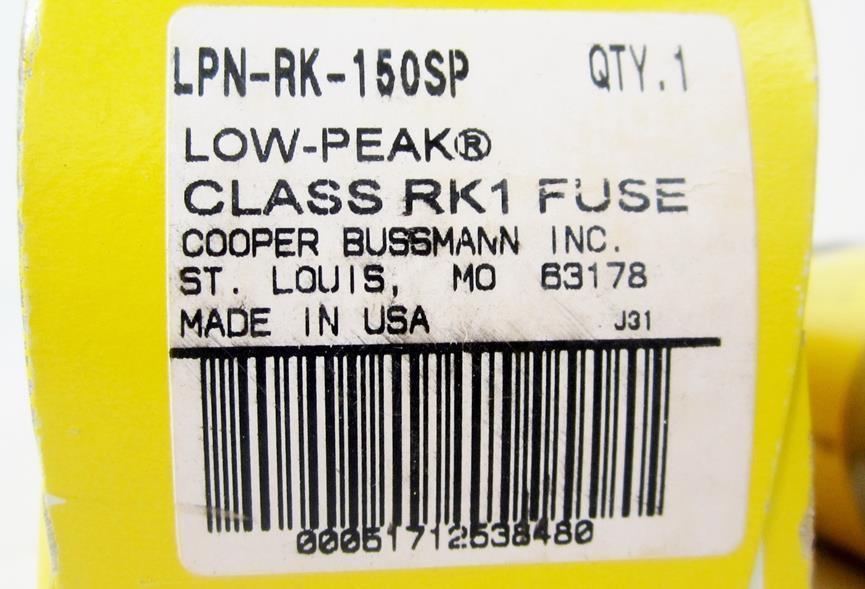 LPN-RK-150SP QTY.1
LOW-PEAK®
CLASS RK1 FUSE
COOPER BUSSMANN INC.
ST. LOUIS, MO 63178
MADE IN USA J31
00051712538480